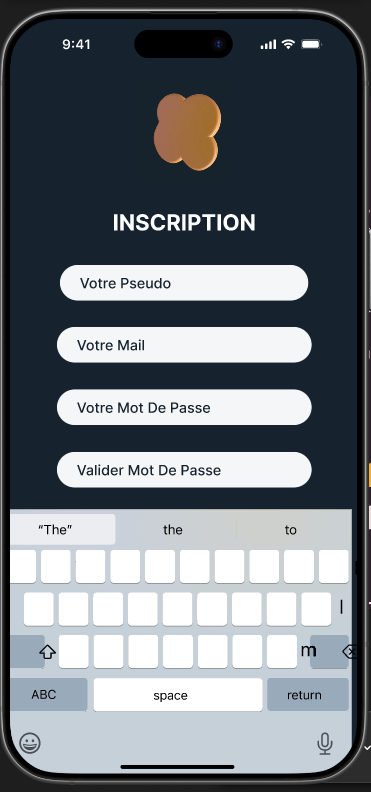 9:41
INSCRIPTION
Votre Pseudo
Votre Mail
Votre Mot De Passe
Valider Mot De Passe
“The” the to
l
m
ABC space return